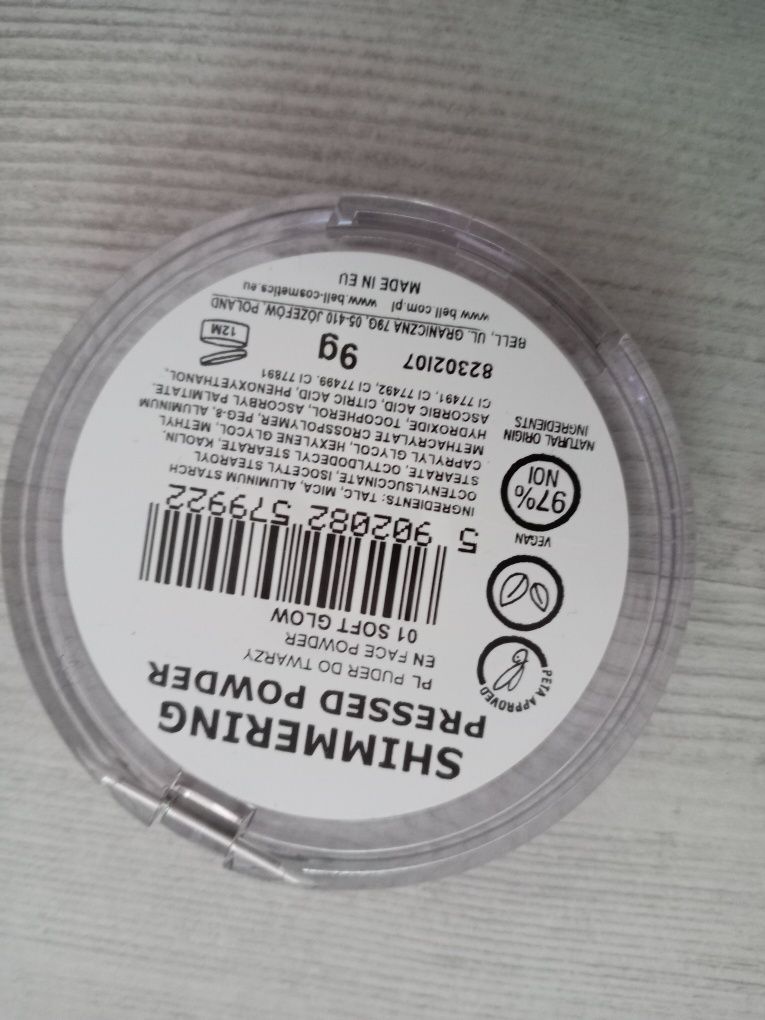 SHIMMERING
PRESSED POWDER
PL PUDER DO TWARZY
EN FACE POWDER
01 SOFT GLOW
5 902082 579922
INGREDIENTS: TALC, MICA, ALUMINUM STARCH
OCTENYLSUCCINATE, ISOCETYL STEAROYL
STEARATE, OCTYLDODECYL STEARATE, KAOLIN,
CAPRYLYL GLYCOL, HEXYLENE GLYCOL, METHYL
METHACRYLATE CROSSPOLYMER, PEG-8, ALUMINUM
HYDROXIDE, TOCOPHEROL, ASCORBYL PALMITATE,
ASCORBIC ACID, CITRIC ACID, PHENOXYETHANOL,
CI 77491, CI 77492, CI 77499, CI 77891
82302I07
9g
12M
BELL, UL. GRANICZNA 79G, 05-410 JÓZEFÓW, POLAND
www.bell.com.pl www.bell-cosmetics.eu
MADE IN EU
PETA APPROVED
VEGAN
97%
NOI
NATURAL ORIGIN
INGREDIENTS